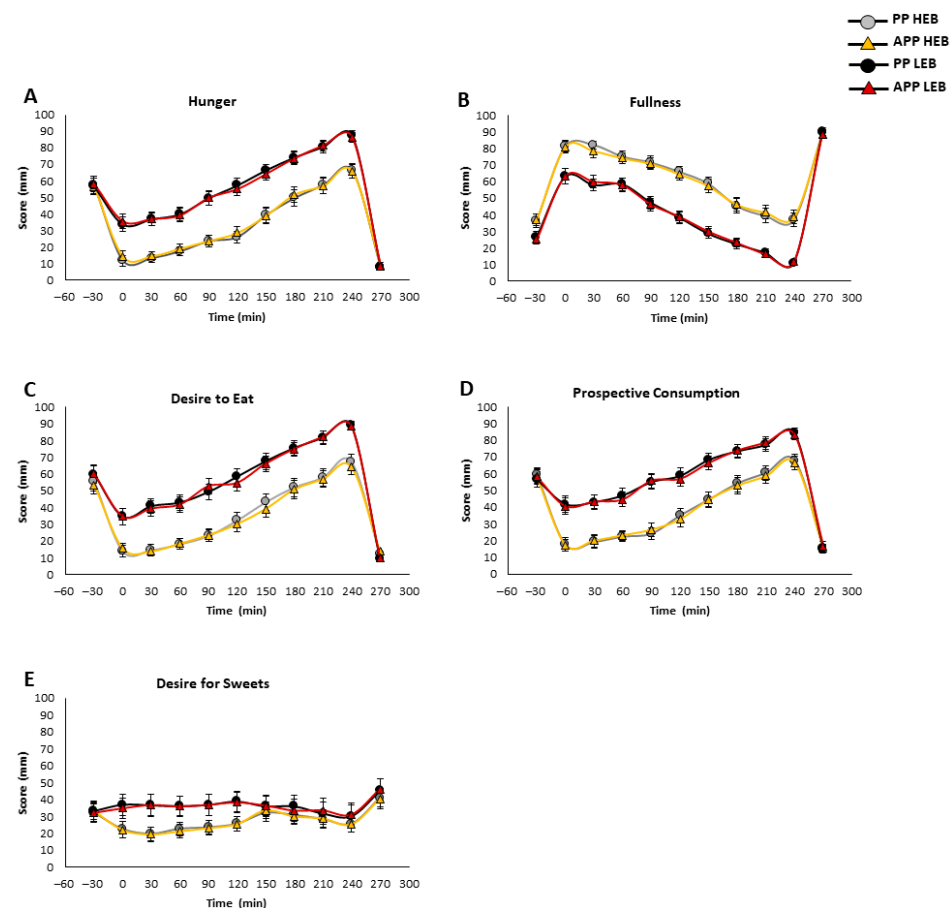 PP HEB
APP HEB
PP LEB
APP LEB
A
Hunger
Score (mm)
100
90
80
70
60
50
40
30
20
10
0
−60 −30 0 30 60 90 120 150 180 210 240 270 300
Time (min)
B
Fullness
Score (mm)
100
90
80
70
60
50
40
30
20
10
0
−60 −30 0 30 60 90 120 150 180 210 240 270 300
Time (min)
C
Desire to Eat
Score (mm)
100
90
80
70
60
50
40
30
20
10
0
−60 −30 0 30 60 90 120 150 180 210 240 270 300
Time (min)
D
Prospective Consumption
Score (mm)
100
90
80
70
60
50
40
30
20
10
0
−60 −30 0 30 60 90 120 150 180 210 240 270 300
Time (min)
E
Desire for Sweets
Score (mm)
100
90
80
70
60
50
40
30
20
10
0
−60 −30 0 30 60 90 120 150 180 210 240 270 300
Time (min)